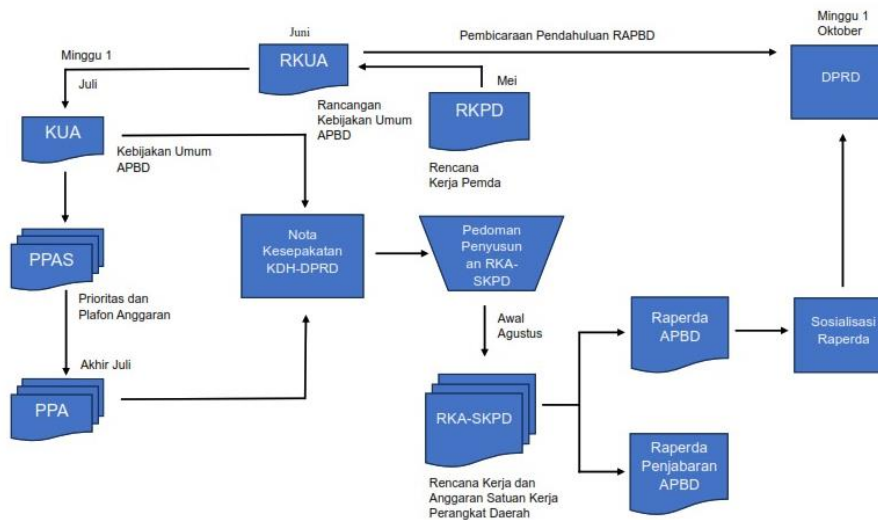 Juni
RKUA
Minggu 1
Juli
Pembicaraan Pendahuluan RAPBD
Minggu 1
Oktober
DPRD
Mei
RKPD
Rancangan
Kebijakan Umum
APBD
Rencana
Kerja Pemda
KUA
Kebijakan Umum
APBD
PPAS
Prioritas dan
Plafon Anggaran
Akhir Juli
PPA
Nota
Kesepakatan
KDH-DPRD
Pedoman
Penyusun
an RKA-
SKPD
Awal
Agustus
RKA-SKPD
Rencana Kerja dan
Anggaran Satuan Kerja
Perangkat Daerah
Raperda
APBD
Sosialisasi
Raperda
Raperda
Penjabaran
APBD